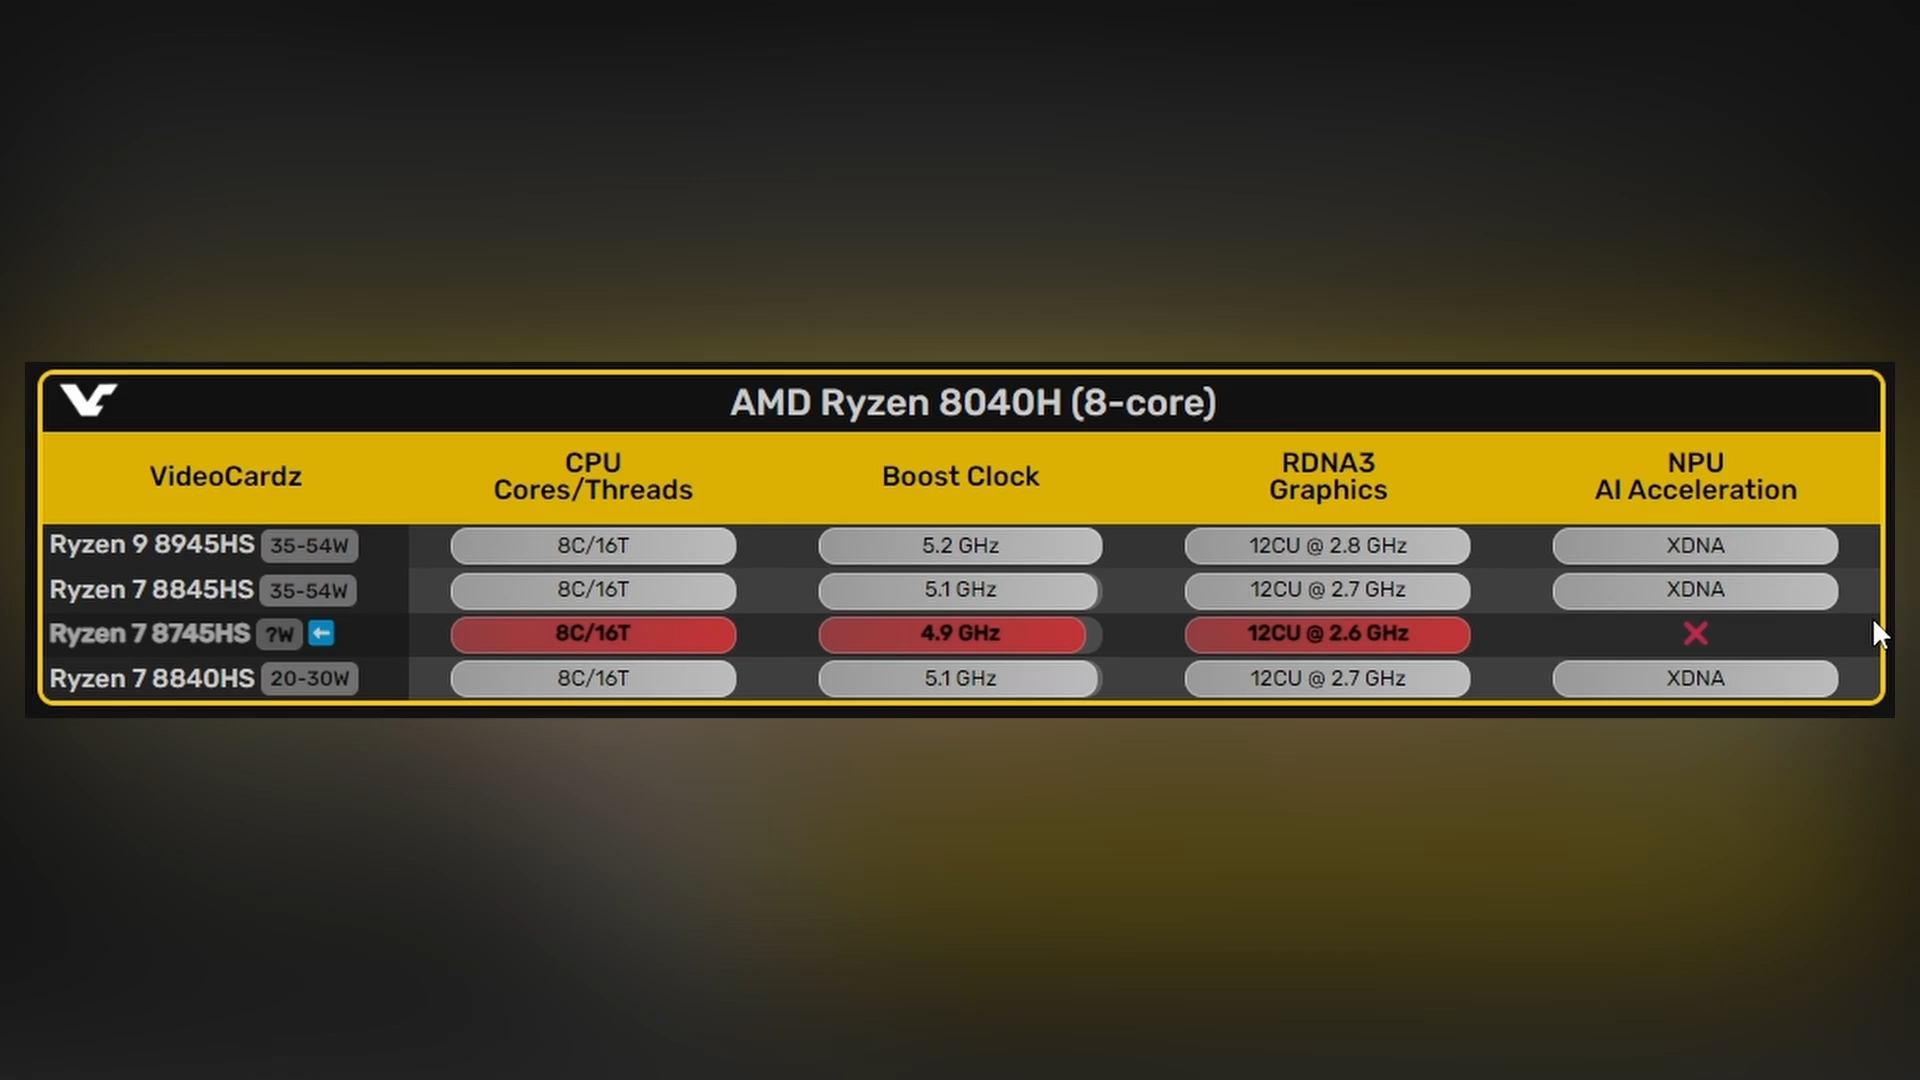 AMD Ryzen 8040H (8-core)
VideoCardz
CPU
Cores/Threads
Boost Clock
RDNA3
Graphics
NPU
AI Acceleration
Ryzen 9 8945HS 35-54W 8C/16T 5.2 GHz 12CU @ 2.8 GHz XDNA
Ryzen 7 8845HS 35-54W 8C/16T 5.1 GHz 12CU @ 2.7 GHz XDNA
Ryzen 7 8745HS ?W 8C/16T 4.9 GHz 12CU @ 2.6 GHz
Ryzen 7 8840HS 20-30W 8C/16T 5.1 GHz 12CU @ 2.7 GHz XDNA